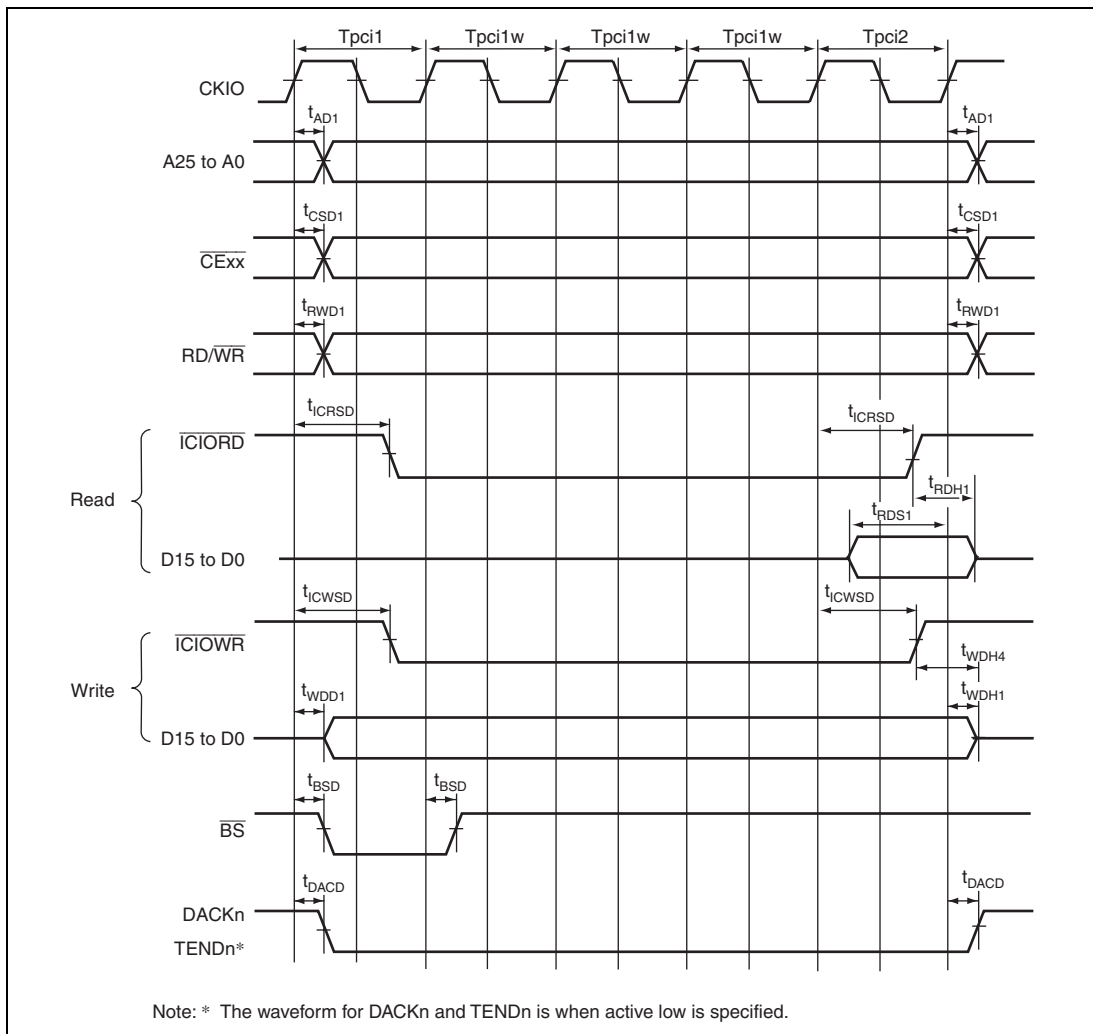 Tpci1 Tpci1w Tpci1w Tpci1w Tpci2
CKIO
tAD1 tAD1
A25 to A0
tCSD1 tCSD1
CExx
tRWD1 tRWD1
RD/WR
tICRSD tICRSD
ICIORD
tRDH1
Read
tRDS1
D15 to D0
tICWSD tICWSD
ICIOWR
tWDH4
Write
tWDD1 tWDH1
D15 to D0
tBSD tBSD
BS
tDACD tDACD
DACKn
TENDn*
Note: * The waveform for DACKn and TENDn is when active low is specified.